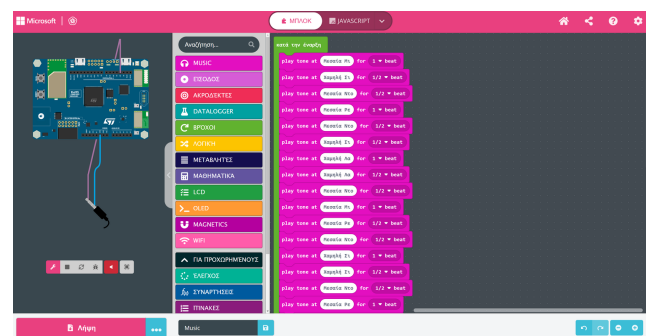 Microsoft
ΜΠΛΟΚ
JAVASCRIPT
Αναζήτηση...
MUSIC
ΕΙΣΟΔΟΣ
ΑΚΡΟΔΕΚΤΕΣ
DATALOGGER
ΒΡΟΧΟΙ
ΛΟΓΙΚΗ
ΜΕΤΑΒΛΗΤΕΣ
ΜΑΘΗΜΑΤΙΚΑ
LCD
OLED
MAGNETICS
WIFI
ΓΙΑ ΠΡΟΧΩΡΗΜΕΝΟΥΣ
ΈΛΕΓΧΟΣ
ΣΥΝΑΡΤΗΣΕΙΣ
ΠΙΝΑΚΕΣ
κατά την έναρξη
play tone at Μεσαία Μι for 1 beat
play tone at Χαμηλή Σι for 1/2 beat
play tone at Μεσαία Ντο for 1/2 beat
play tone at Μεσαία Ρε for 1 beat
play tone at Μεσαία Ντο for 1/2 beat
play tone at Χαμηλή Σι for 1/2 beat
play tone at Χαμηλή Λα for 1 beat
play tone at Χαμηλή Λα for 1/2 beat
play tone at Μεσαία Ντο for 1/2 beat
play tone at Μεσαία Μι for 1 beat
play tone at Μεσαία Ρε for 1/2 beat
play tone at Μεσαία Ντο for 1/2 beat
play tone at Χαμηλή Σι for 1 beat
play tone at Χαμηλή Σι for 1/2 beat
play tone at Μεσαία Ντο for 1/2 beat
play tone at Μεσαία Ρε for 1 beat
Λήψη
Music